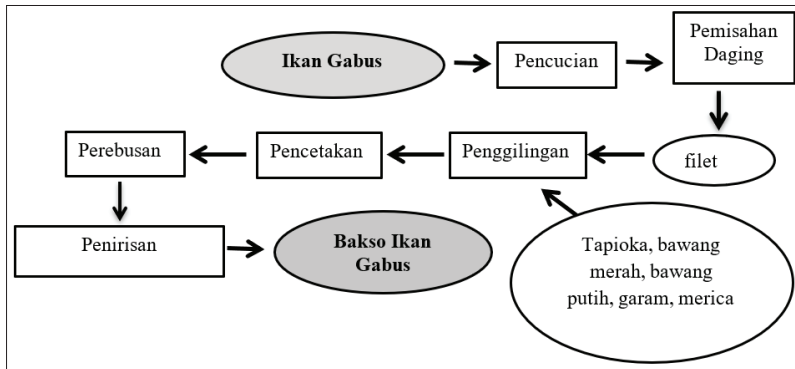 Ikan Gabus
Pencucian
Pemisahan
Daging
filet
Penggilingan
Pencetakan
Perebusan
Penirisan
Bakso Ikan
Gabus
Tapioka, bawang
merah, bawang
putih, garam, merica